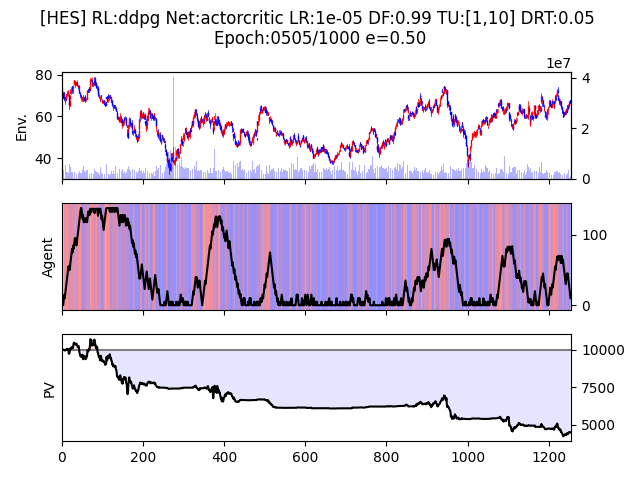 [HES] RL:ddpg Net:actorcritic LR:1e-05 DF:0.99 TU:[1,10] DRT:0.05
Epoch:0505/1000 e=0.50
1e7
80
60
40
Env.
4
2
0
Agent
100
0
PV
10000
7500
5000
0 200 400 600 800 1000 1200